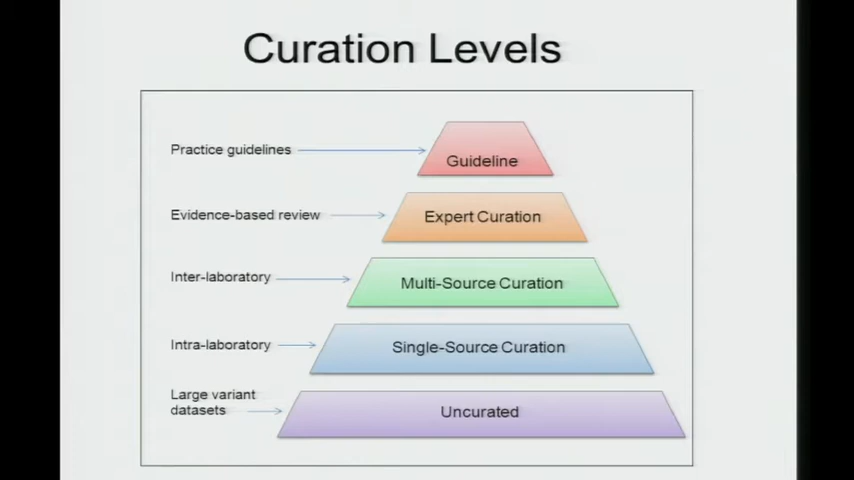 Curation Levels
Practice guidelines
Guideline
Evidence-based review
Expert Curation
Inter-laboratory
Multi-Source Curation
Intra-laboratory
Single-Source Curation
Large variant
datasets
Uncurated